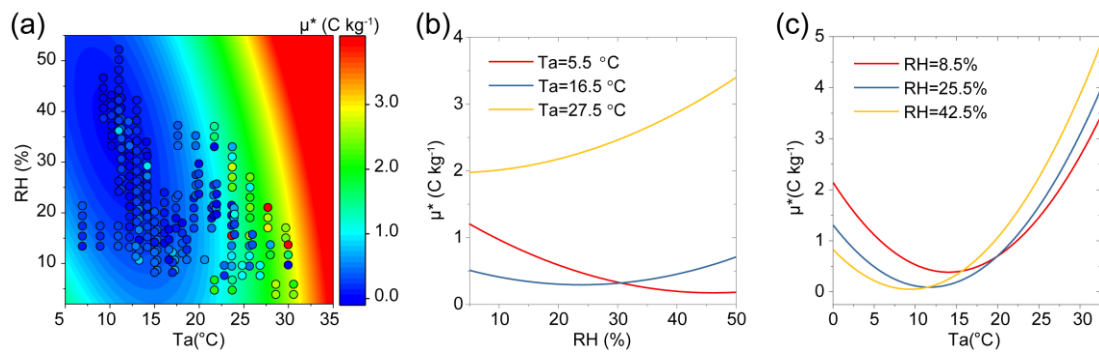 (a)
μ* (C kg⁻¹)
RH (%)
50
40
30
20
10
5
10
15
20
25
30
35
Ta(°C)
3.0
2.0
1.0
0.0
(b)
μ* (C kg⁻¹)
4
3
2
1
0
Ta=5.5 °C
Ta=16.5 °C
Ta=27.5 °C
0
10
20
30
40
50
RH (%)
(c)
μ*(C kg⁻¹)
5
4
3
2
1
0
RH=8.5%
RH=25.5%
RH=42.5%
0
5
10
15
20
25
30
Ta(°C)